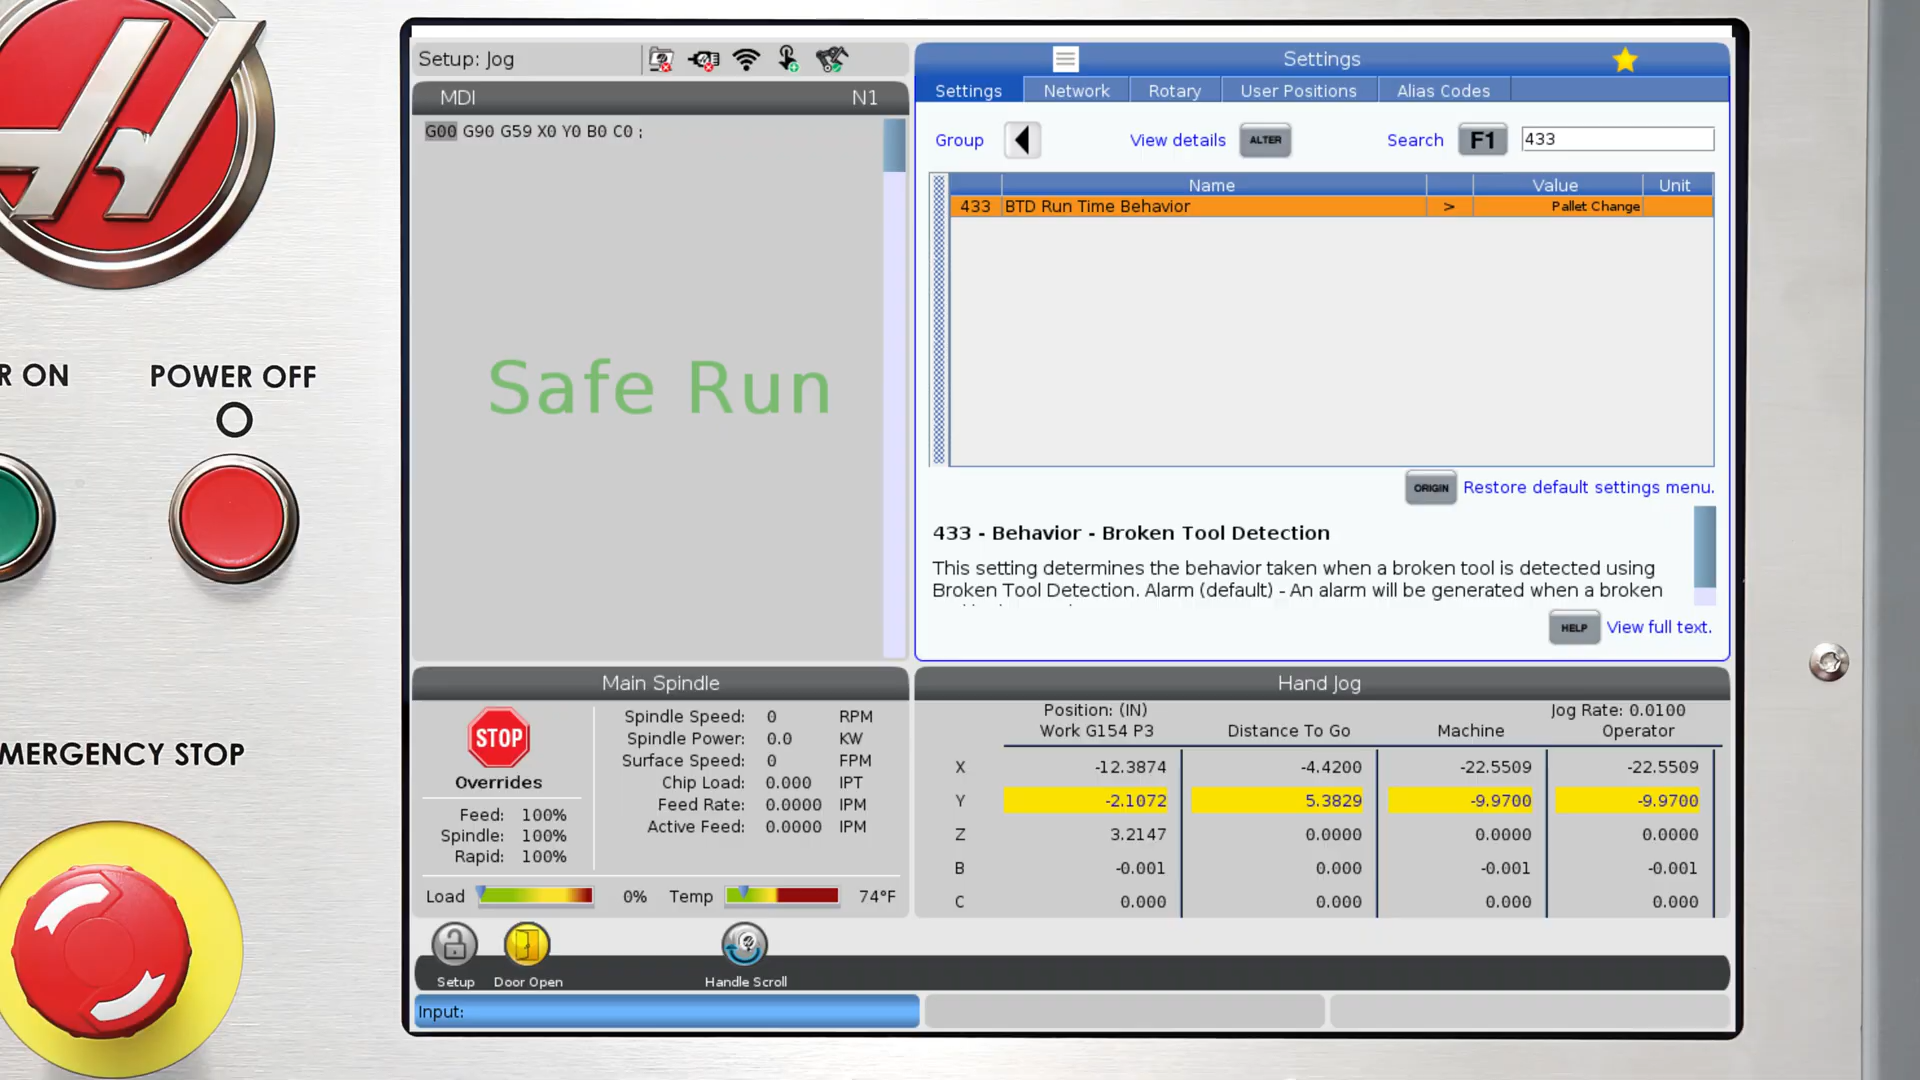 R ON
POWER OFF
MERGENCY STOP
Setup: Jog
MDI N1
G00 G90 G59 X0 Y0 B0 C0 ;
Safe Run
Settings
Settings Network Rotary User Positions Alias Codes
Group View details ALTER Search F1 433
Name Value Unit
433 BTD Run Time Behavior > Pallet Change
ORIGIN Restore default settings menu.
433 - Behavior - Broken Tool Detection
This setting determines the behavior taken when a broken tool is detected using
Broken Tool Detection. Alarm (default) - An alarm will be generated when a broken
HELP View full text.
Main Spindle
STOP
Overrides
Feed: 100%
Spindle: 100%
Rapid: 100%
Spindle Speed: 0 RPM
Spindle Power: 0.0 KW
Surface Speed: 0 FPM
Chip Load: 0.000 IPT
Feed Rate: 0.0000 IPM
Active Feed: 0.0000 IPM
Load 0% Temp 74°F
Hand Jog
Position: (IN) Jog Rate: 0.0100
Work G154 P3 Distance To Go Machine Operator
X -12.3874 -4.4200 -22.5509 -22.5509
Y -2.1072 5.3829 -9.9700 -9.9700
Z 3.2147 0.0000 0.0000 0.0000
B -0.001 0.000 -0.001 -0.001
C 0.000 0.000 0.000 0.000
Setup Door Open Handle Scroll
Input: